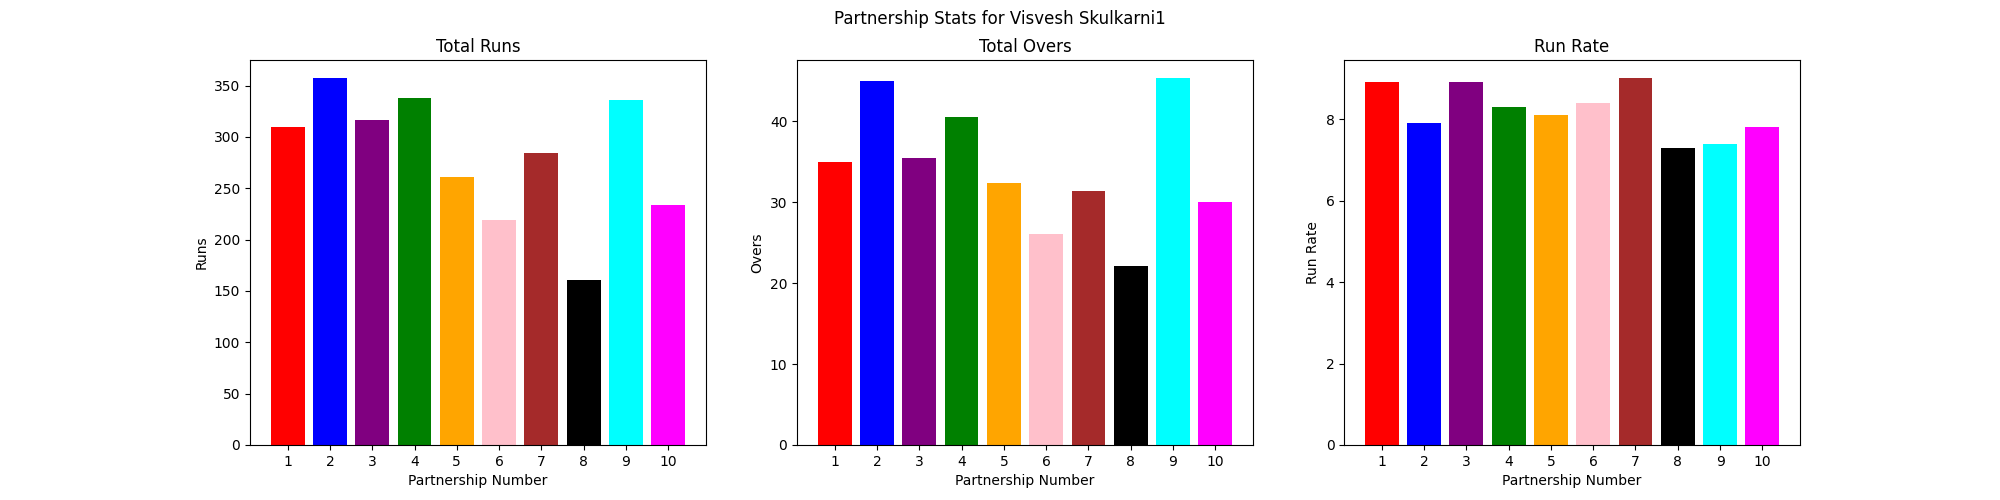 Partnership Stats for Visvesh Skulkarni1
Total Runs
Runs
350
300
250
200
150
100
50
0
1 2 3 4 5 6 7 8 9 10
Partnership Number
Total Overs
Overs
40
30
20
10
0
1 2 3 4 5 6 7 8 9 10
Partnership Number
Run Rate
Run Rate
8
6
4
2
0
1 2 3 4 5 6 7 8 9 10
Partnership Number